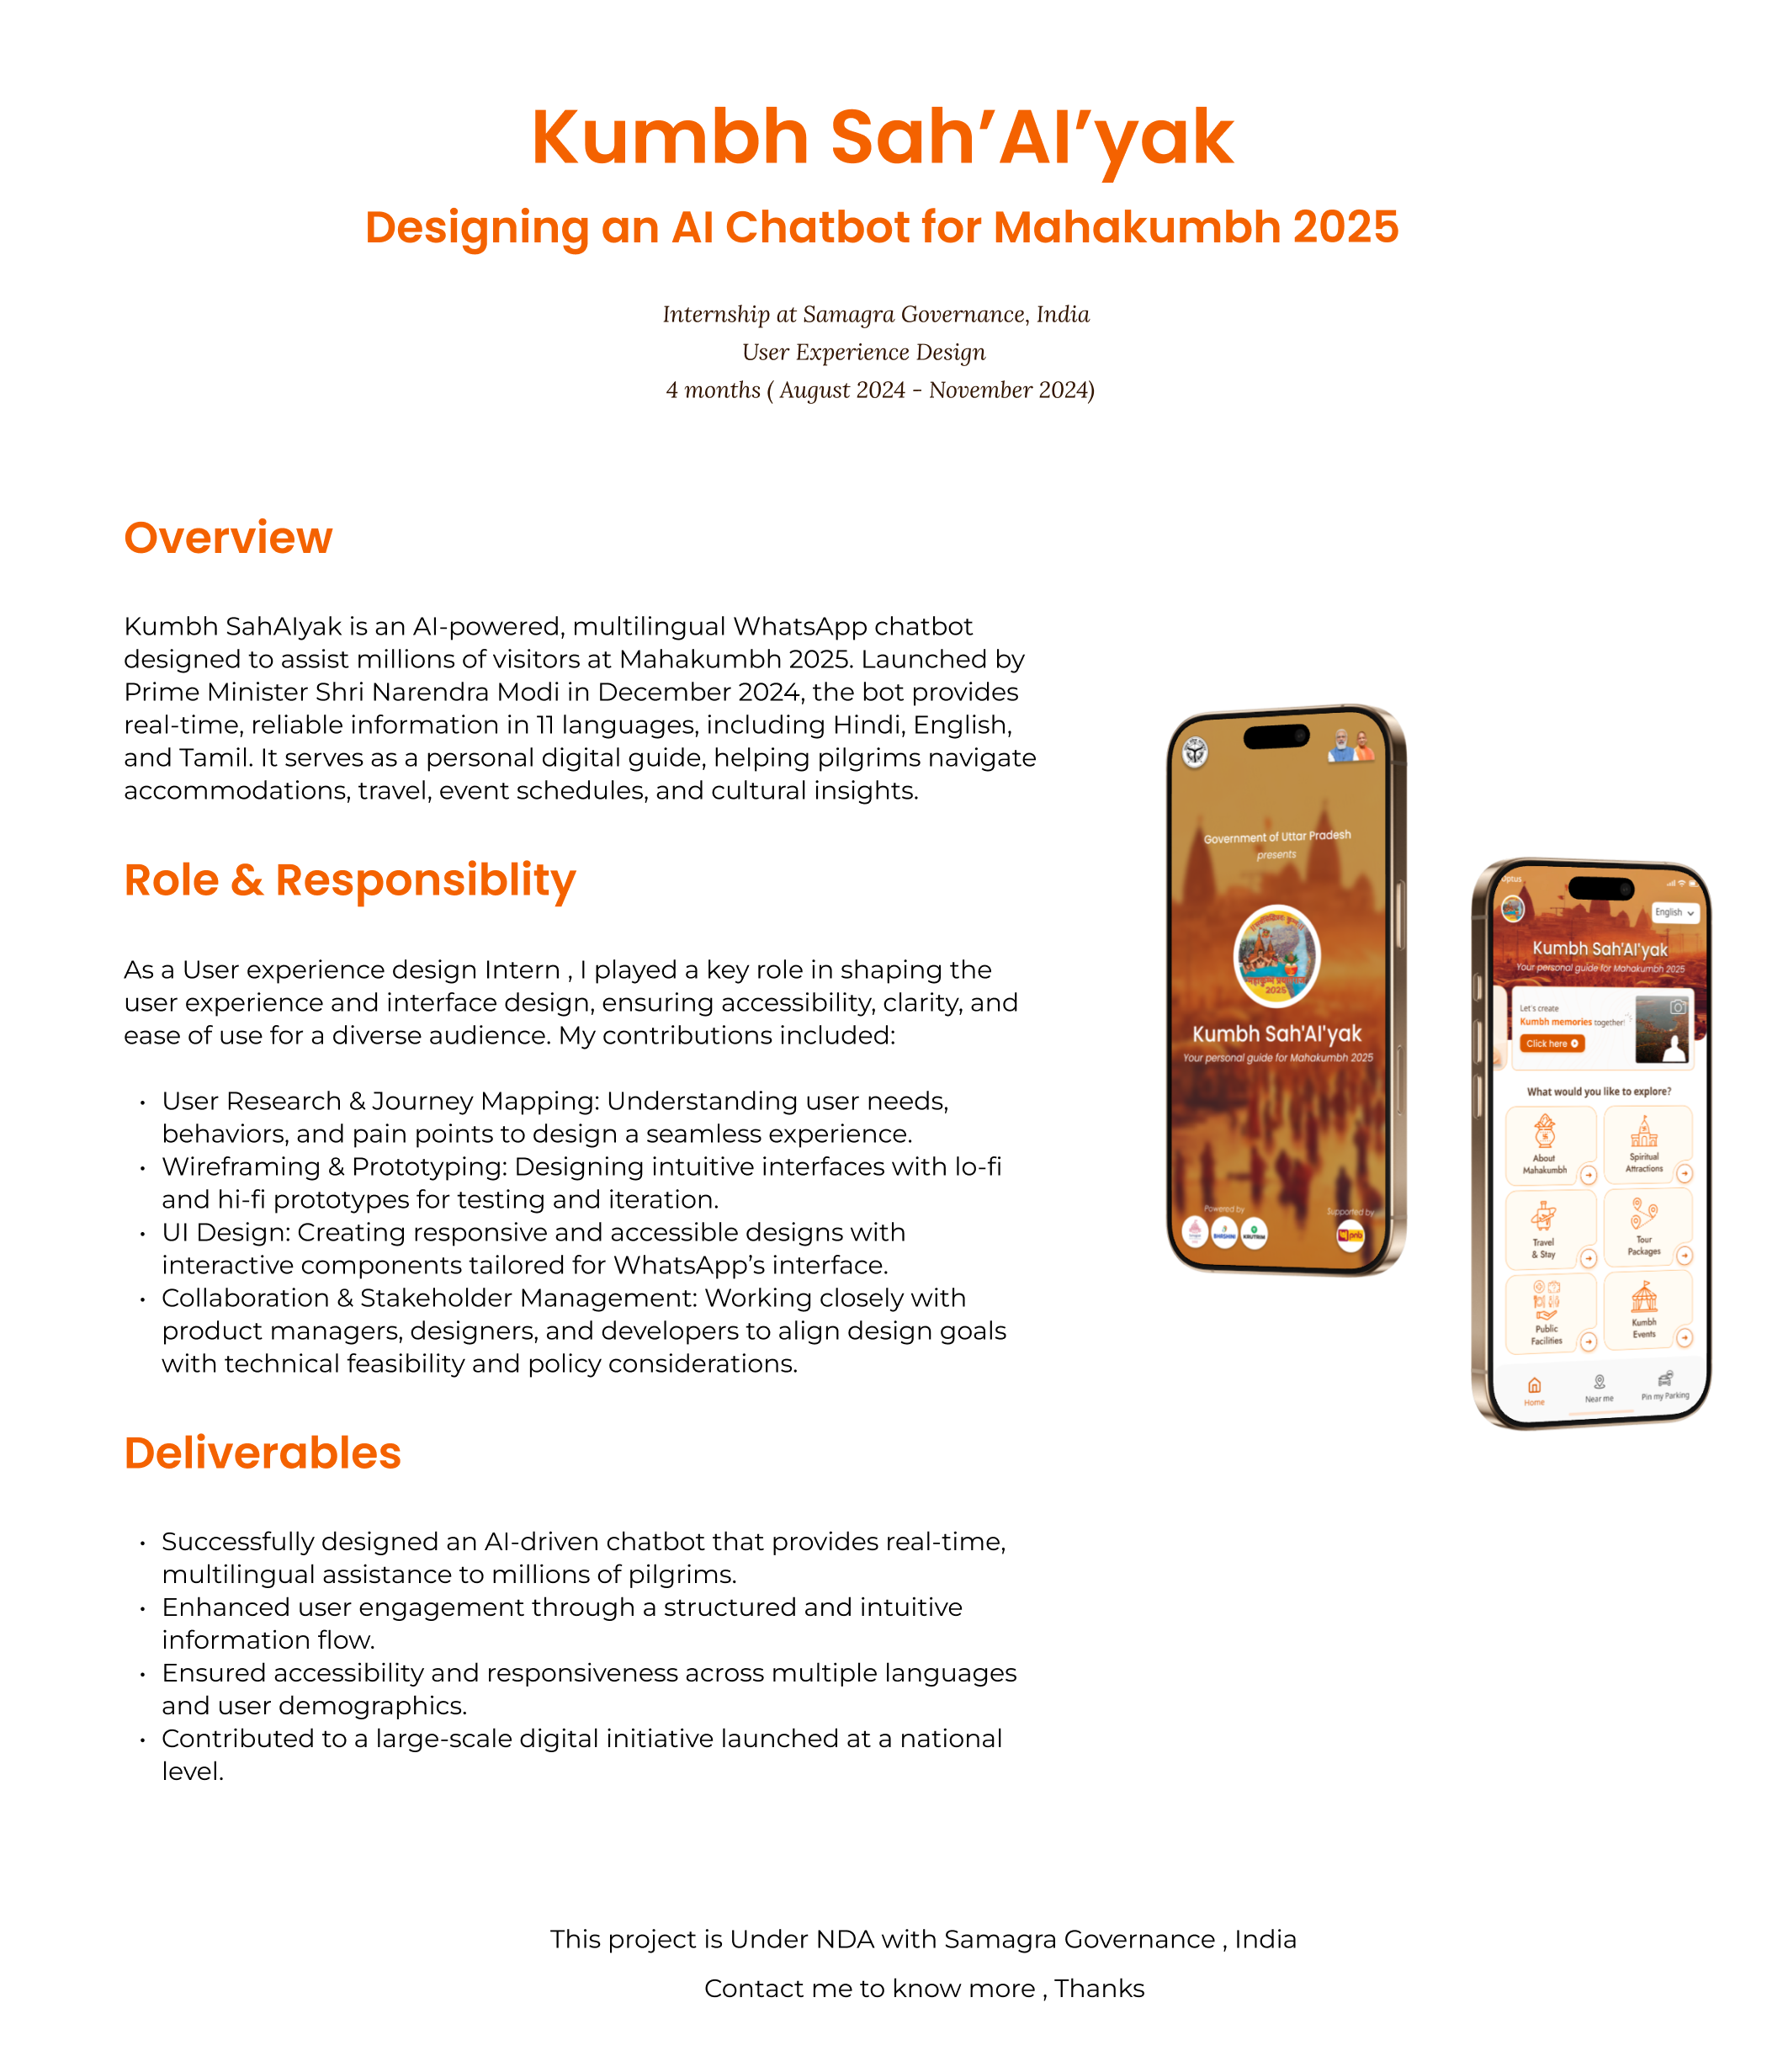 Kumbh Sah’AI’yak
Designing an AI Chatbot for Mahakumbh 2025
Internship at Samagra Governance, India
User Experience Design
4 months ( August 2024 - November 2024)
Overview
Kumbh SahAIyak is an AI-powered, multilingual WhatsApp chatbot
designed to assist millions of visitors at Mahakumbh 2025. Launched by
Prime Minister Shri Narendra Modi in December 2024, the bot provides
real-time, reliable information in 11 languages, including Hindi, English,
and Tamil. It serves as a personal digital guide, helping pilgrims navigate
accommodations, travel, event schedules, and cultural insights.
Role & Responsiblity
As a User experience design Intern , I played a key role in shaping the
user experience and interface design, ensuring accessibility, clarity, and
ease of use for a diverse audience. My contributions included:
• User Research & Journey Mapping: Understanding user needs,
behaviors, and pain points to design a seamless experience.
• Wireframing & Prototyping: Designing intuitive interfaces with lo-fi
and hi-fi prototypes for testing and iteration.
• UI Design: Creating responsive and accessible designs with
interactive components tailored for WhatsApp’s interface.
• Collaboration & Stakeholder Management: Working closely with
product managers, designers, and developers to align design goals
with technical feasibility and policy considerations.
Deliverables
• Successfully designed an AI-driven chatbot that provides real-time,
multilingual assistance to millions of pilgrims.
• Enhanced user engagement through a structured and intuitive
information flow.
• Ensured accessibility and responsiveness across multiple languages
and user demographics.
• Contributed to a large-scale digital initiative launched at a national
level.
Government of Uttar Pradesh
presents
2025
Kumbh Sah'AI'yak
Your personal guide for Mahakumbh 2025
Powered by
Supported by
BHASHINI
KRUTRIM
pnb
Optus
English
Kumbh Sah'AI'yak
Your personal guide for Mahakumbh 2025
Let's create
Kumbh memories together!
Click here
What would you like to explore?
About
Mahakumbh
Spiritual
Attractions
Travel
& Stay
Tour
Packages
Public
Facilities
Kumbh
Events
Home
Near me
Pin my Parking
This project is Under NDA with Samagra Governance , India
Contact me to know more , Thanks